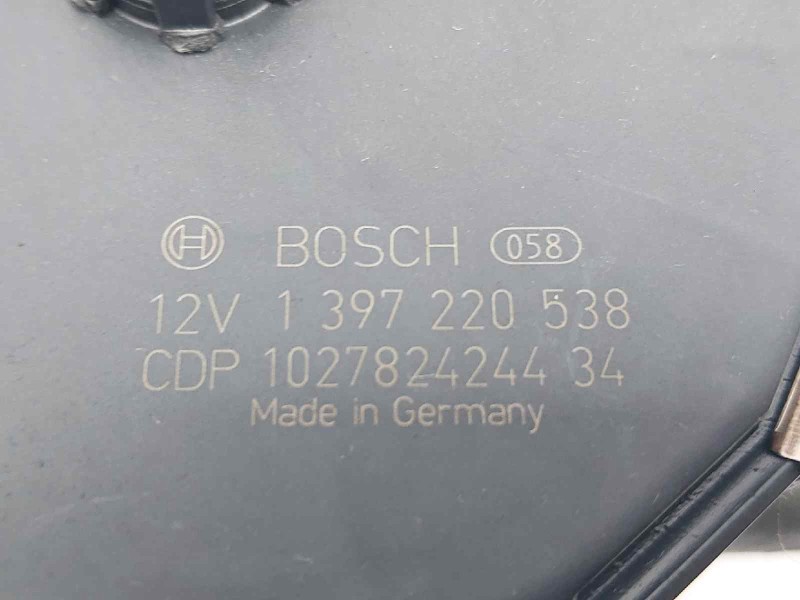 BOSCH 058
12V 1 397 220 538
CDP 1027824244 34
Made in Germany